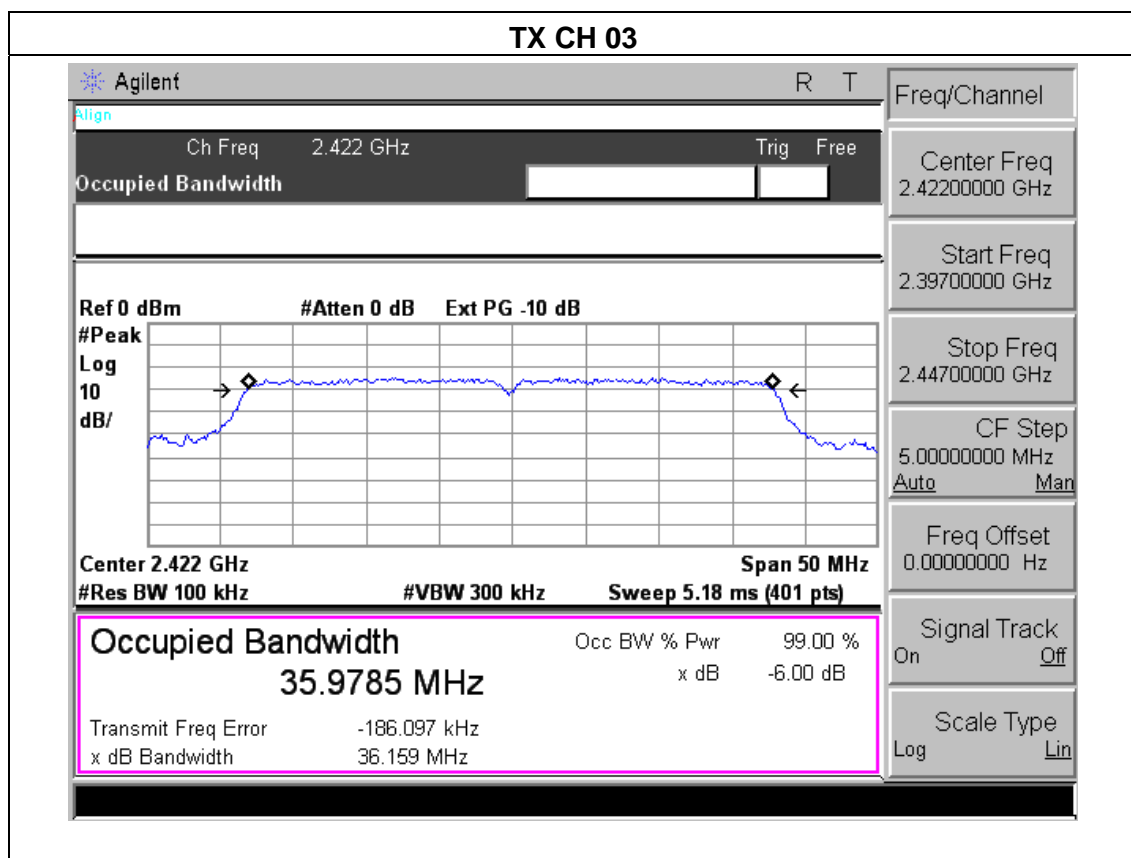 TX CH 03
Agilent R T
Align
Ch Freq 2.422 GHz Trig Free
Occupied Bandwidth
Ref 0 dBm #Atten 0 dB Ext PG -10 dB
#Peak
Log
10
dB/
Center 2.422 GHz Span 50 MHz
#Res BW 100 kHz #VBW 300 kHz Sweep 5.18 ms (401 pts)
Occupied Bandwidth Occ BW % Pwr 99.00 %
35.9785 MHz x dB -6.00 dB
Transmit Freq Error -186.097 kHz
x dB Bandwidth 36.159 MHz
Freq/Channel
Center Freq
2.42200000 GHz
Start Freq
2.39700000 GHz
Stop Freq
2.44700000 GHz
CF Step
5.00000000 MHz
Auto Man
Freq Offset
0.00000000 Hz
Signal Track
On Off
Scale Type
Log Lin